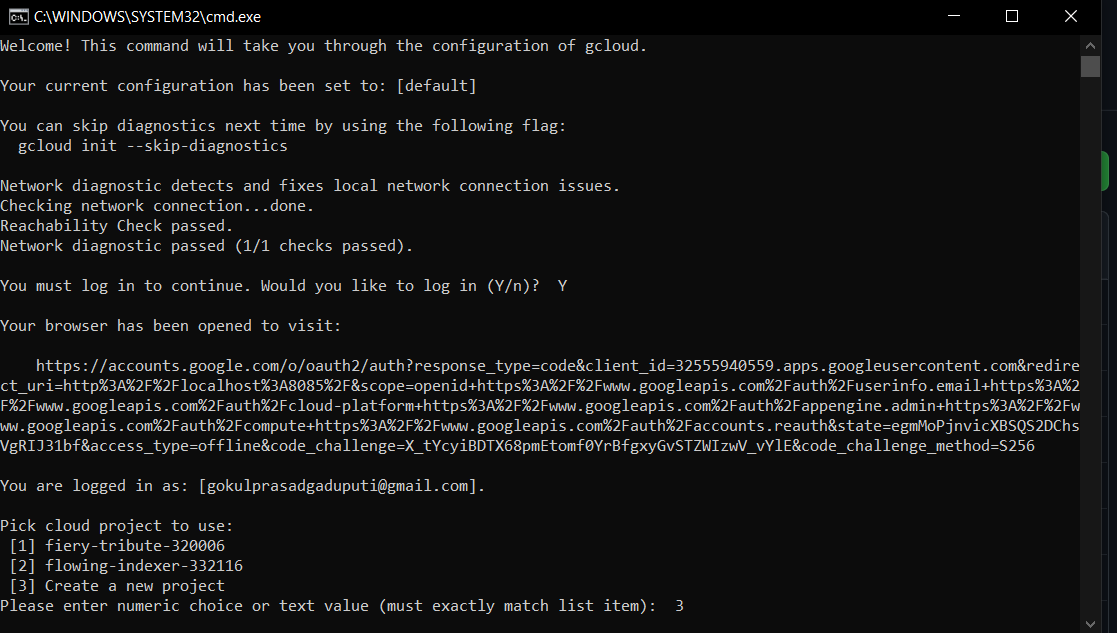 C:\WINDOWS\SYSTEM32\cmd.exe
Welcome! This command will take you through the configuration of gcloud.
Your current configuration has been set to: [default]
You can skip diagnostics next time by using the following flag:
gcloud init --skip-diagnostics
Network diagnostic detects and fixes local network connection issues.
Checking network connection...done.
Reachability Check passed.
Network diagnostic passed (1/1 checks passed).
You must log in to continue. Would you like to log in (Y/n)?  Y
Your browser has been opened to visit:
https://accounts.google.com/o/oauth2/auth?response_type=code&client_id=32555940559.apps.googleusercontent.com&redire
ct_uri=http%3A%2F%2Flocalhost%3A8085%2F&scope=openid+https%3A%2F%2Fwww.googleapis.com%2Fauth%2Fuserinfo.email+https%3A%2
F%2Fwww.googleapis.com%2Fauth%2Fcloud-platform+https%3A%2F%2Fwww.googleapis.com%2Fauth%2Fappengine.admin+https%3A%2F%2Fw
ww.googleapis.com%2Fauth%2Fcompute+https%3A%2F%2Fwww.googleapis.com%2Fauth%2Faccounts.reauth&state=egmMoPjnvicXBSQS2DChs
VgRIJ31bf&access_type=offline&code_challenge=X_tYcyiBDTX68pmEtomf0YrBfgxyGvSTZWIzwV_vYlE&code_challenge_method=S256
You are logged in as: [gokulprasadgaduputi@gmail.com].
Pick cloud project to use:
[1] fiery-tribute-320006
[2] flowing-indexer-332116
[3] Create a new project
Please enter numeric choice or text value (must exactly match list item):  3